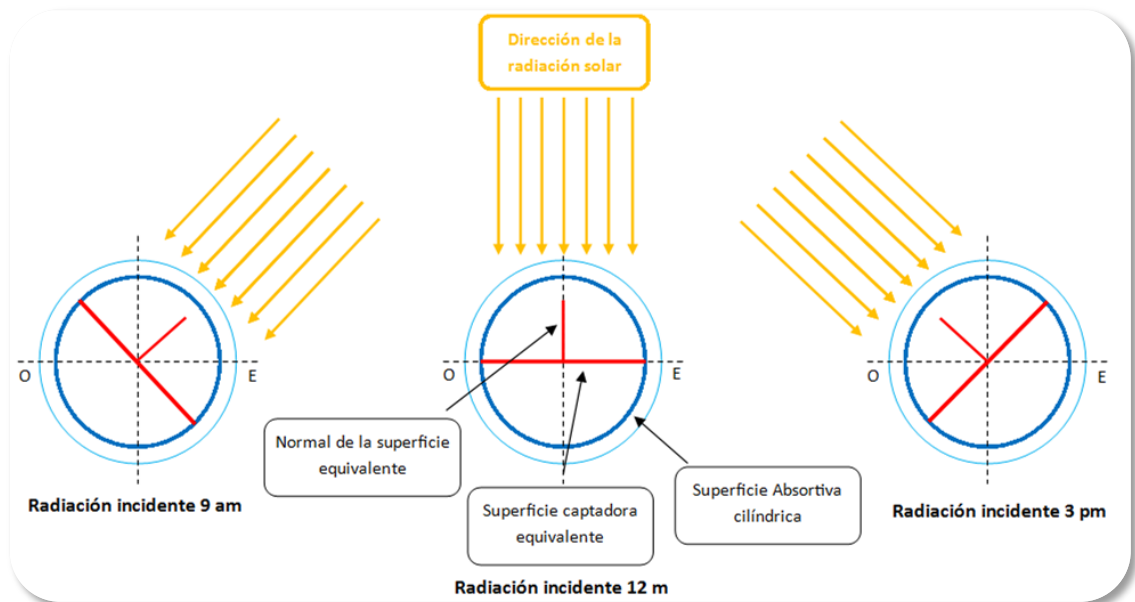 Dirección de la
radiación solar
O
E
O
E
O
E
Normal de la superficie
equivalente
Superficie captadora
equivalente
Superficie Absortiva
cilíndrica
Radiación incidente 9 am
Radiación incidente 12 m
Radiación incidente 3 pm